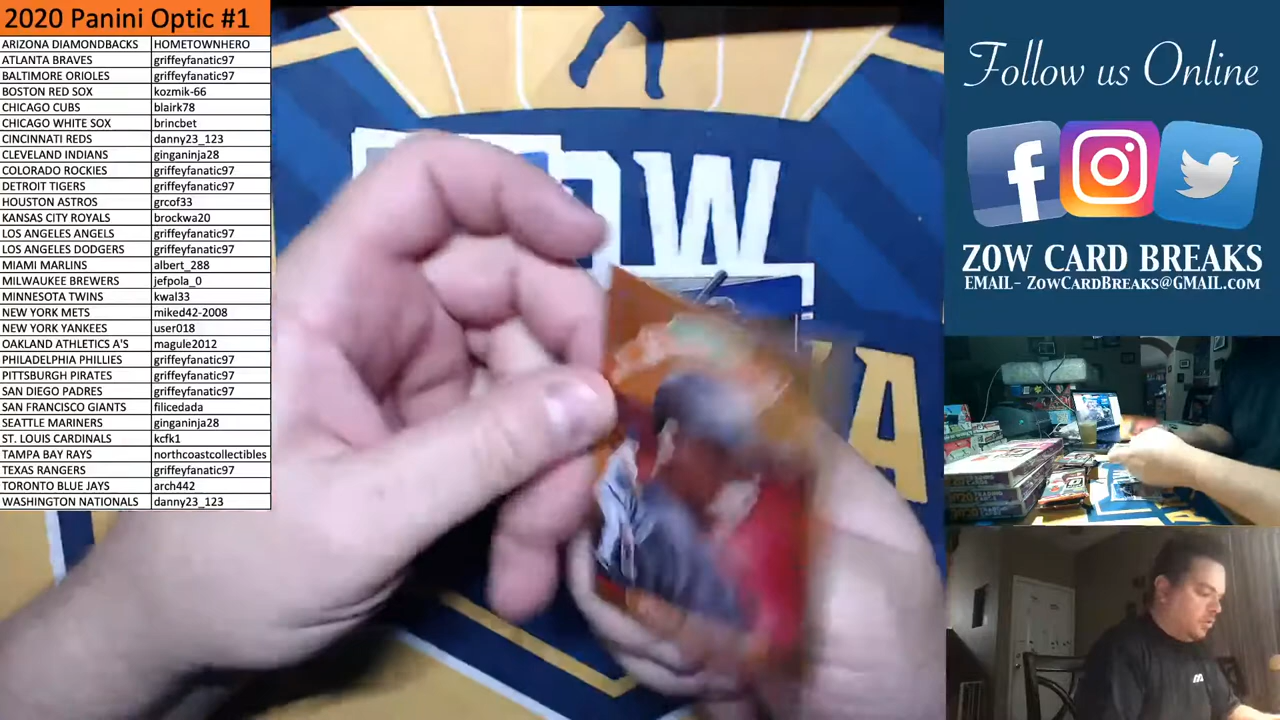 2020 Panini Optic #1
ARIZONA DIAMONDBACKS HOMETOWNHERO
ATLANTA BRAVES griffeyfanatic97
BALTIMORE ORIOLES griffeyfanatic97
BOSTON RED SOX kozmik-66
CHICAGO CUBS blairk78
CHICAGO WHITE SOX brincbet
CINCINNATI REDS danny23_123
CLEVELAND INDIANS ginganinja28
COLORADO ROCKIES griffeyfanatic97
DETROIT TIGERS griffeyfanatic97
HOUSTON ASTROS grcof33
KANSAS CITY ROYALS brockwa20
LOS ANGELES ANGELS griffeyfanatic97
LOS ANGELES DODGERS griffeyfanatic97
MIAMI MARLINS albert_288
MILWAUKEE BREWERS jefpola_0
MINNESOTA TWINS kwal33
NEW YORK METS miked42-2008
NEW YORK YANKEES user018
OAKLAND ATHLETICS A'S magule2012
PHILADELPHIA PHILLIES griffeyfanatic97
PITTSBURGH PIRATES griffeyfanatic97
SAN DIEGO PADRES griffeyfanatic97
SAN FRANCISCO GIANTS filicedada
SEATTLE MARINERS ginganinja28
ST. LOUIS CARDINALS kcfk1
TAMPA BAY RAYS northcoastcollectibles
TEXAS RANGERS griffeyfanatic97
TORONTO BLUE JAYS arch442
WASHINGTON NATIONALS danny23_123
OW
A
Follow us Online
ZOW CARD BREAKS
EMAIL- ZOWCARDBREAKS@GMAIL.COM